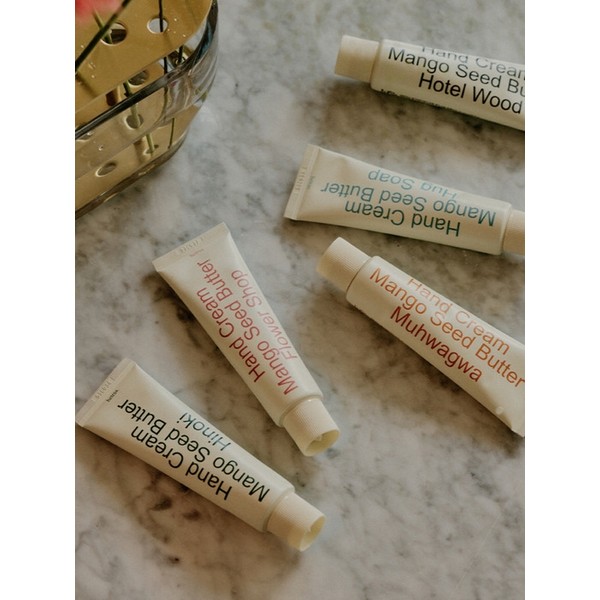 Hand Cream
Mango Seed Bu
Hotel Wood
Hand Cream
Mango Seed Butter
Hug Soap
Hand Cream
Mango Seed Butter
Muhwagwa
Hand Cream
Mango Seed Butter
Flower Shop
Hand Cream
Mango Seed Butter
Hinoki